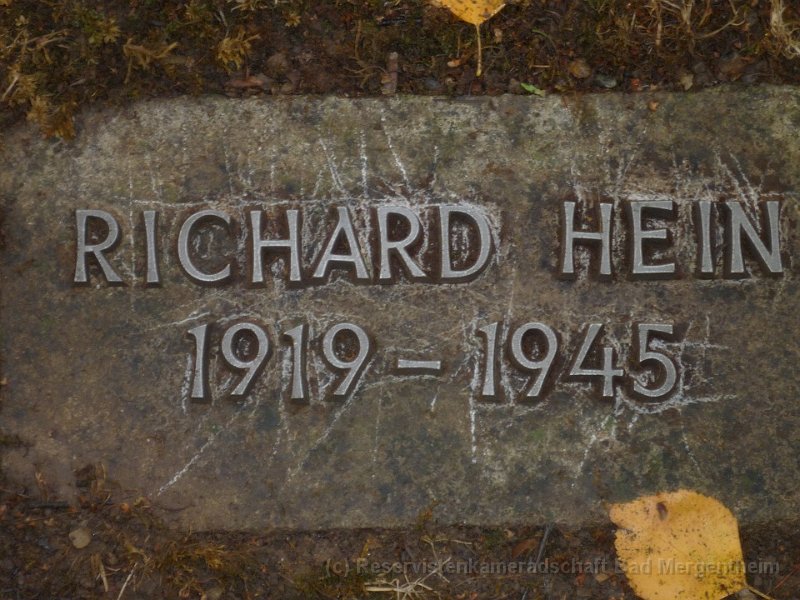 RICHARD HEIN
1919 – 1945
(c) Reservistenkameradschaft Bad Mergentheim